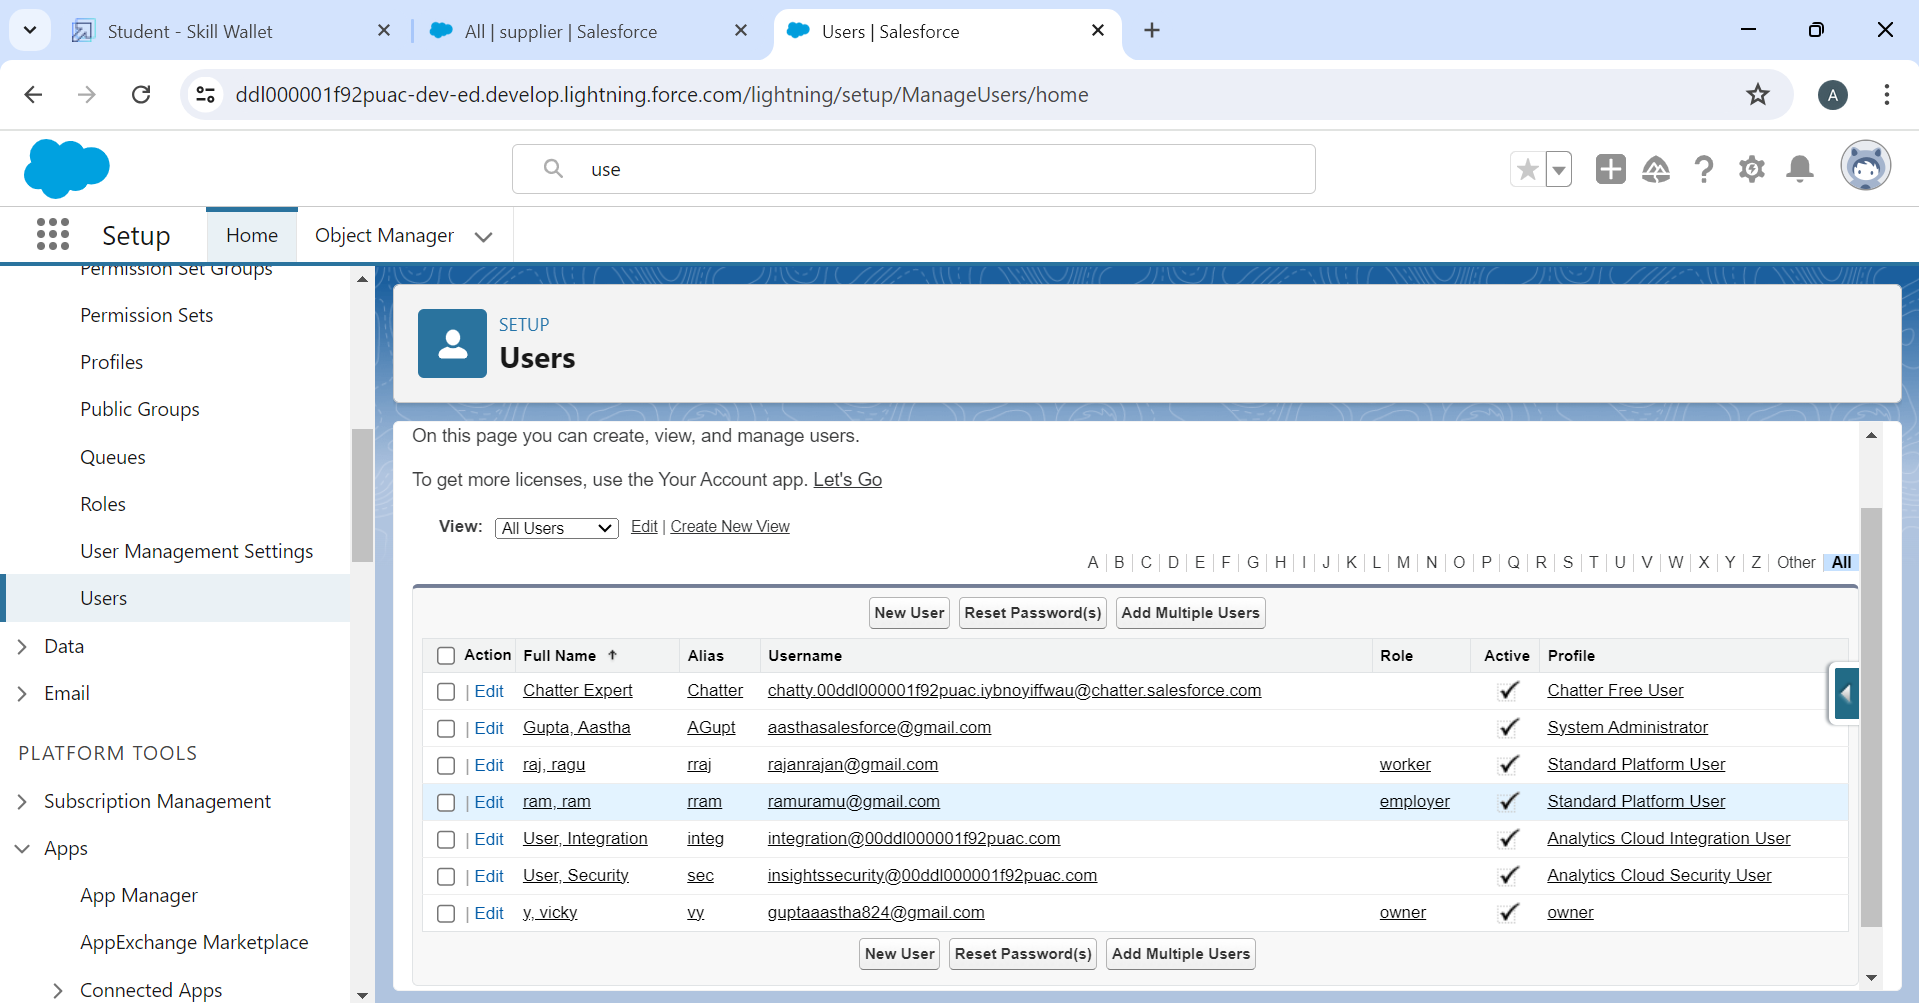 Student - Skill Wallet
All | supplier | Salesforce
Users | Salesforce
ddl000001f92puac-dev-ed.develop.lightning.force.com/lightning/setup/ManageUsers/home
A
use
Setup
Home
Object Manager
Permission Set Groups
Permission Sets
Profiles
Public Groups
Queues
Roles
User Management Settings
Users
Data
Email
PLATFORM TOOLS
Subscription Management
Apps
App Manager
AppExchange Marketplace
Connected Apps
SETUP
Users
On this page you can create, view, and manage users.
To get more licenses, use the Your Account app. Let's Go
View: All Users Edit | Create New View
A | B | C | D | E | F | G | H | I | J | K | L | M | N | O | P | Q | R | S | T | U | V | W | X | Y | Z | Other | All
New User Reset Password(s) Add Multiple Users
Action Full Name ↑ Alias Username Role Active Profile
| Edit Chatter Expert Chatter chatty.00ddl000001f92puac.iybnoyiffwau@chatter.salesforce.com Chatter Free User
| Edit Gupta, Aastha AGupt aasthasalesforce@gmail.com System Administrator
| Edit raj, ragu rraj rajanrajan@gmail.com worker Standard Platform User
| Edit ram, ram rram ramuramu@gmail.com employer Standard Platform User
| Edit User, Integration integ integration@00ddl000001f92puac.com Analytics Cloud Integration User
| Edit User, Security sec insightssecurity@00ddl000001f92puac.com Analytics Cloud Security User
| Edit y, vicky vy guptaaastha824@gmail.com owner owner
New User Reset Password(s) Add Multiple Users